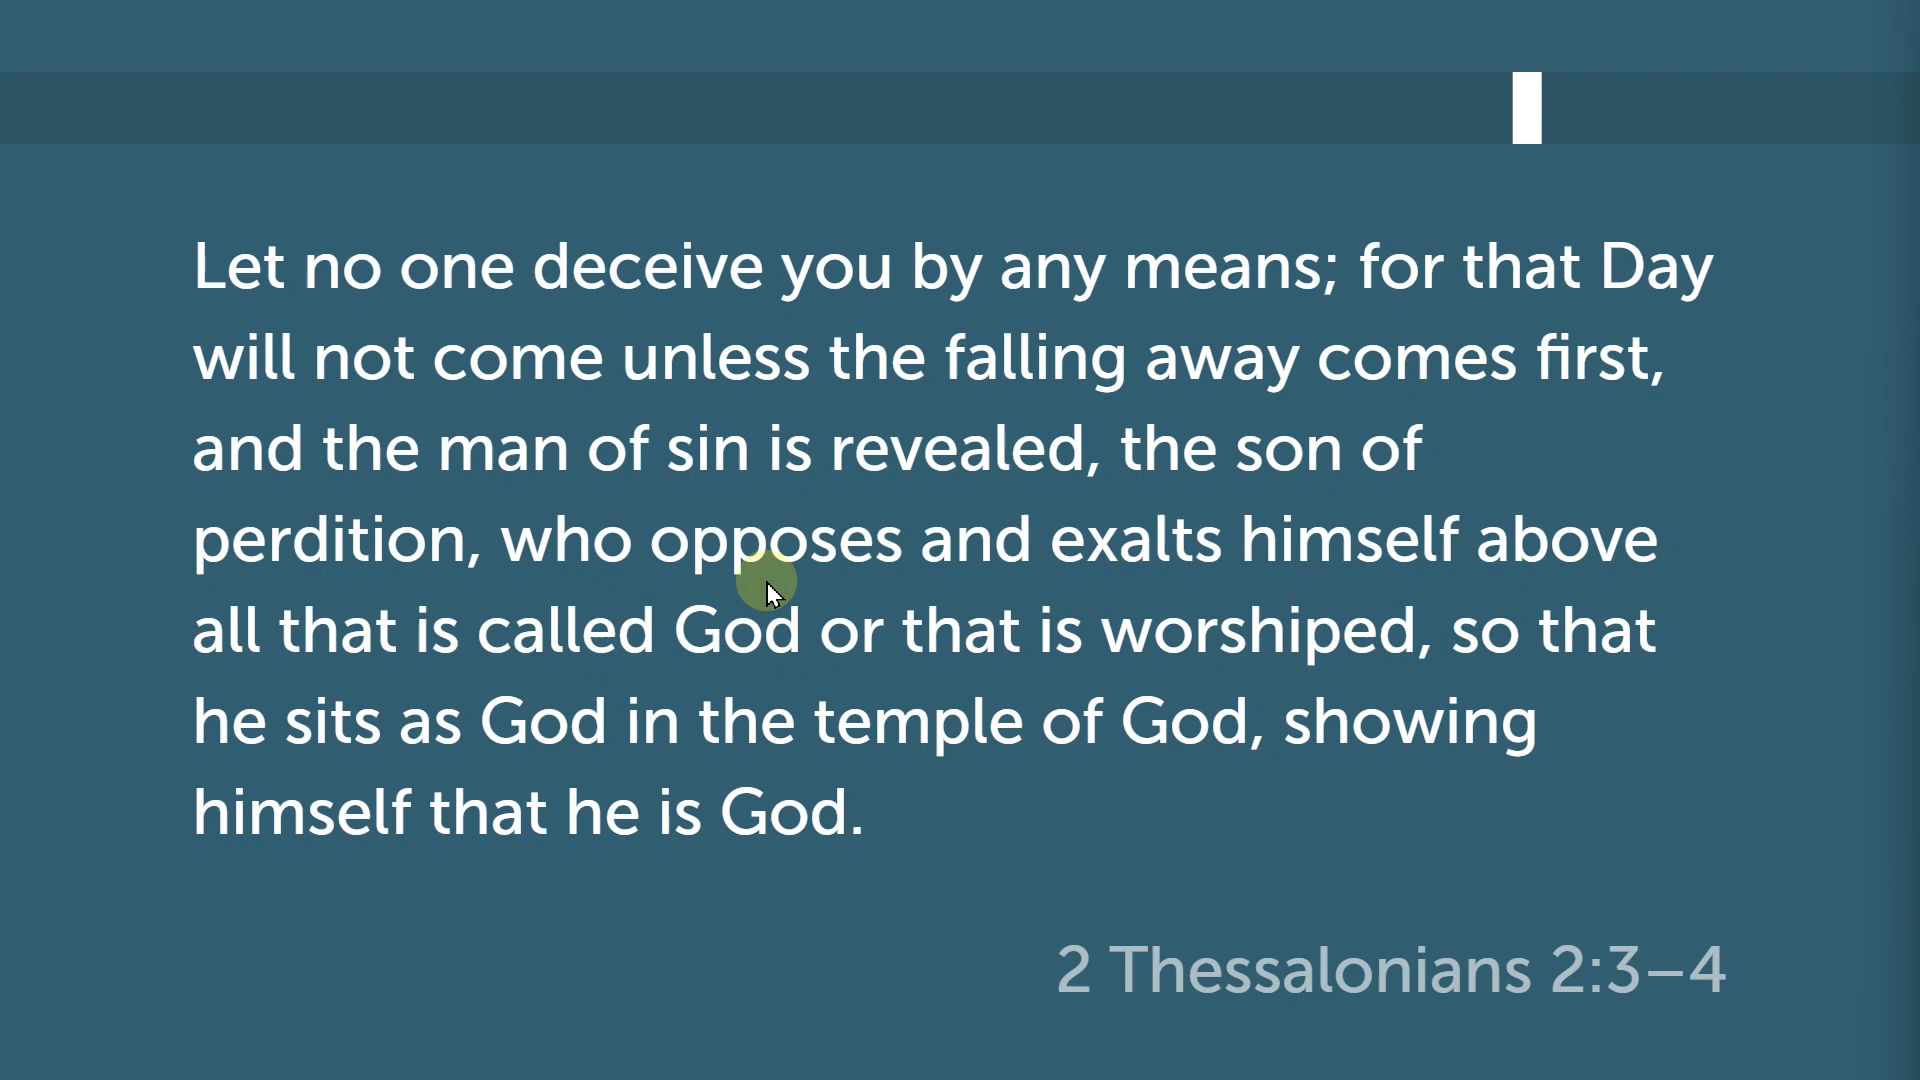 Let no one deceive you by any means; for that Day
will not come unless the falling away comes first,
and the man of sin is revealed, the son of
perdition, who opposes and exalts himself above
all that is called God or that is worshiped, so that
he sits as God in the temple of God, showing
himself that he is God.
2 Thessalonians 2:3–4